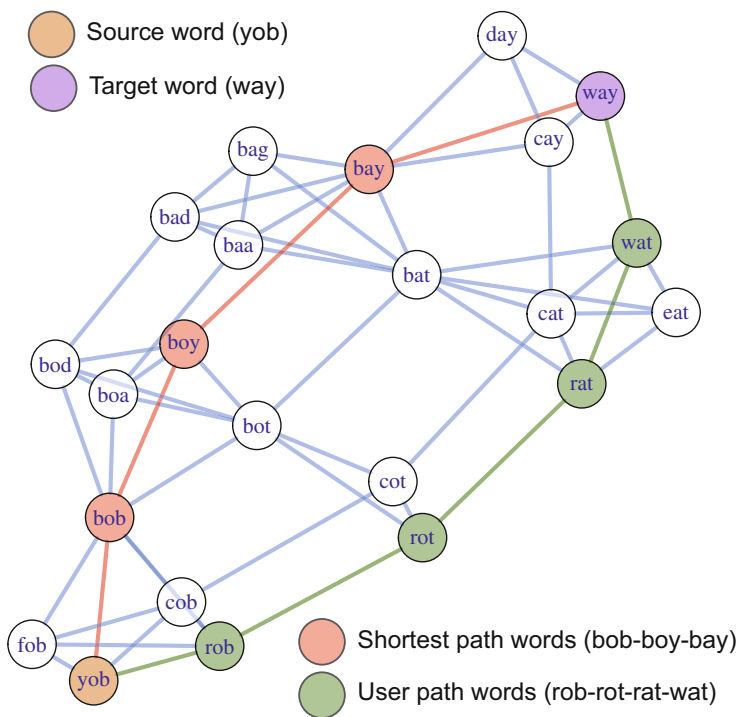 Source word (yob)
Target word (way)
day
way
cay
bag
bay
bad
baa
wat
bat
cat
eat
boy
bod
rat
boa
bot
cot
bob
rot
cob
fob
rob
yob
Shortest path words (bob-boy-bay)
User path words (rob-rot-rat-wat)